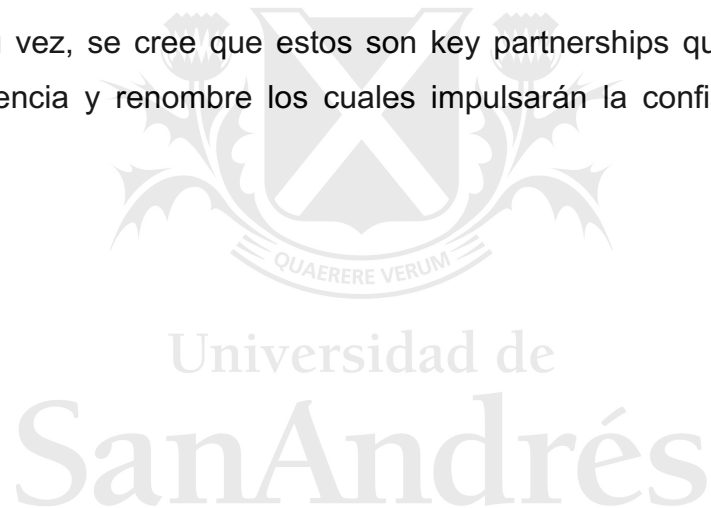 vez, se cree que estos son key partnerships
y renombre los cuales impulsarán la
QUAERERE VERUM
Universidad de
SanAndrés